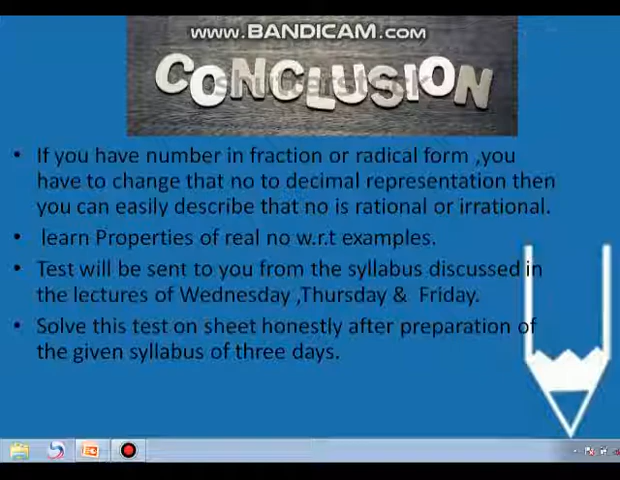 www.BANDICAM.com
CONCLUSION
shutterstock
• If you have number in fraction or radical form ,you
have to change that no to decimal representation then
you can easily describe that no is rational or irrational.
• learn Properties of real no w.r.t examples.
• Test will be sent to you from the syllabus discussed in
the lectures of Wednesday ,Thursday & Friday.
• Solve this test on sheet honestly after preparation of
the given syllabus of three days.